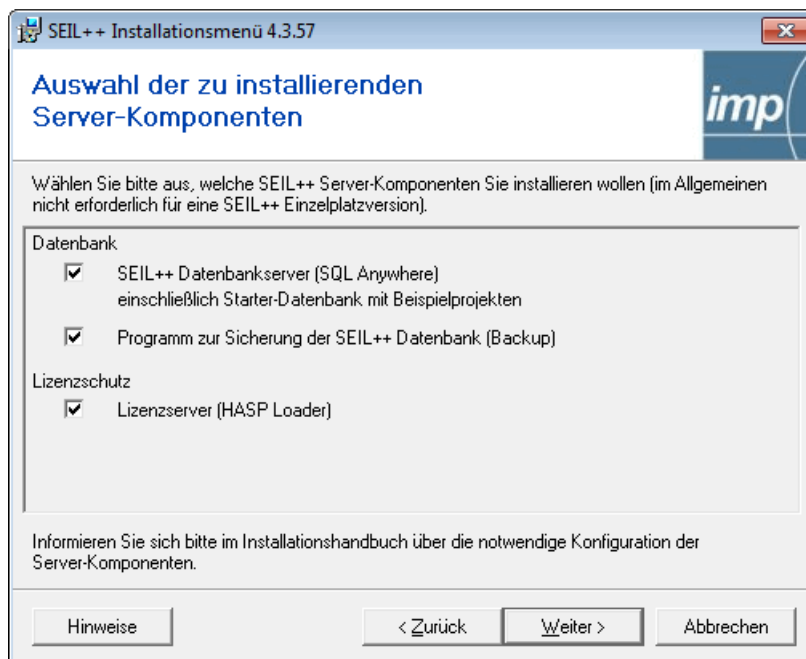 SEIL++ Installationsmenü 4.3.57
Auswahl der zu installierenden
Server-Komponenten
imp
Wählen Sie bitte aus, welche SEIL++ Server-Komponenten Sie installieren wollen (im Allgemeinen
nicht erforderlich für eine SEIL++ Einzelplatzversion).
Datenbank
SEIL++ Datenbankserver (SQL Anywhere)
einschließlich Starter-Datenbank mit Beispielprojekten
Programm zur Sicherung der SEIL++ Datenbank (Backup)
Lizenzschutz
Lizenzserver (HASP Loader)
Informieren Sie sich bitte im Installationshandbuch über die notwendige Konfiguration der
Server-Komponenten.
Hinweise
< Zurück
Weiter >
Abbrechen